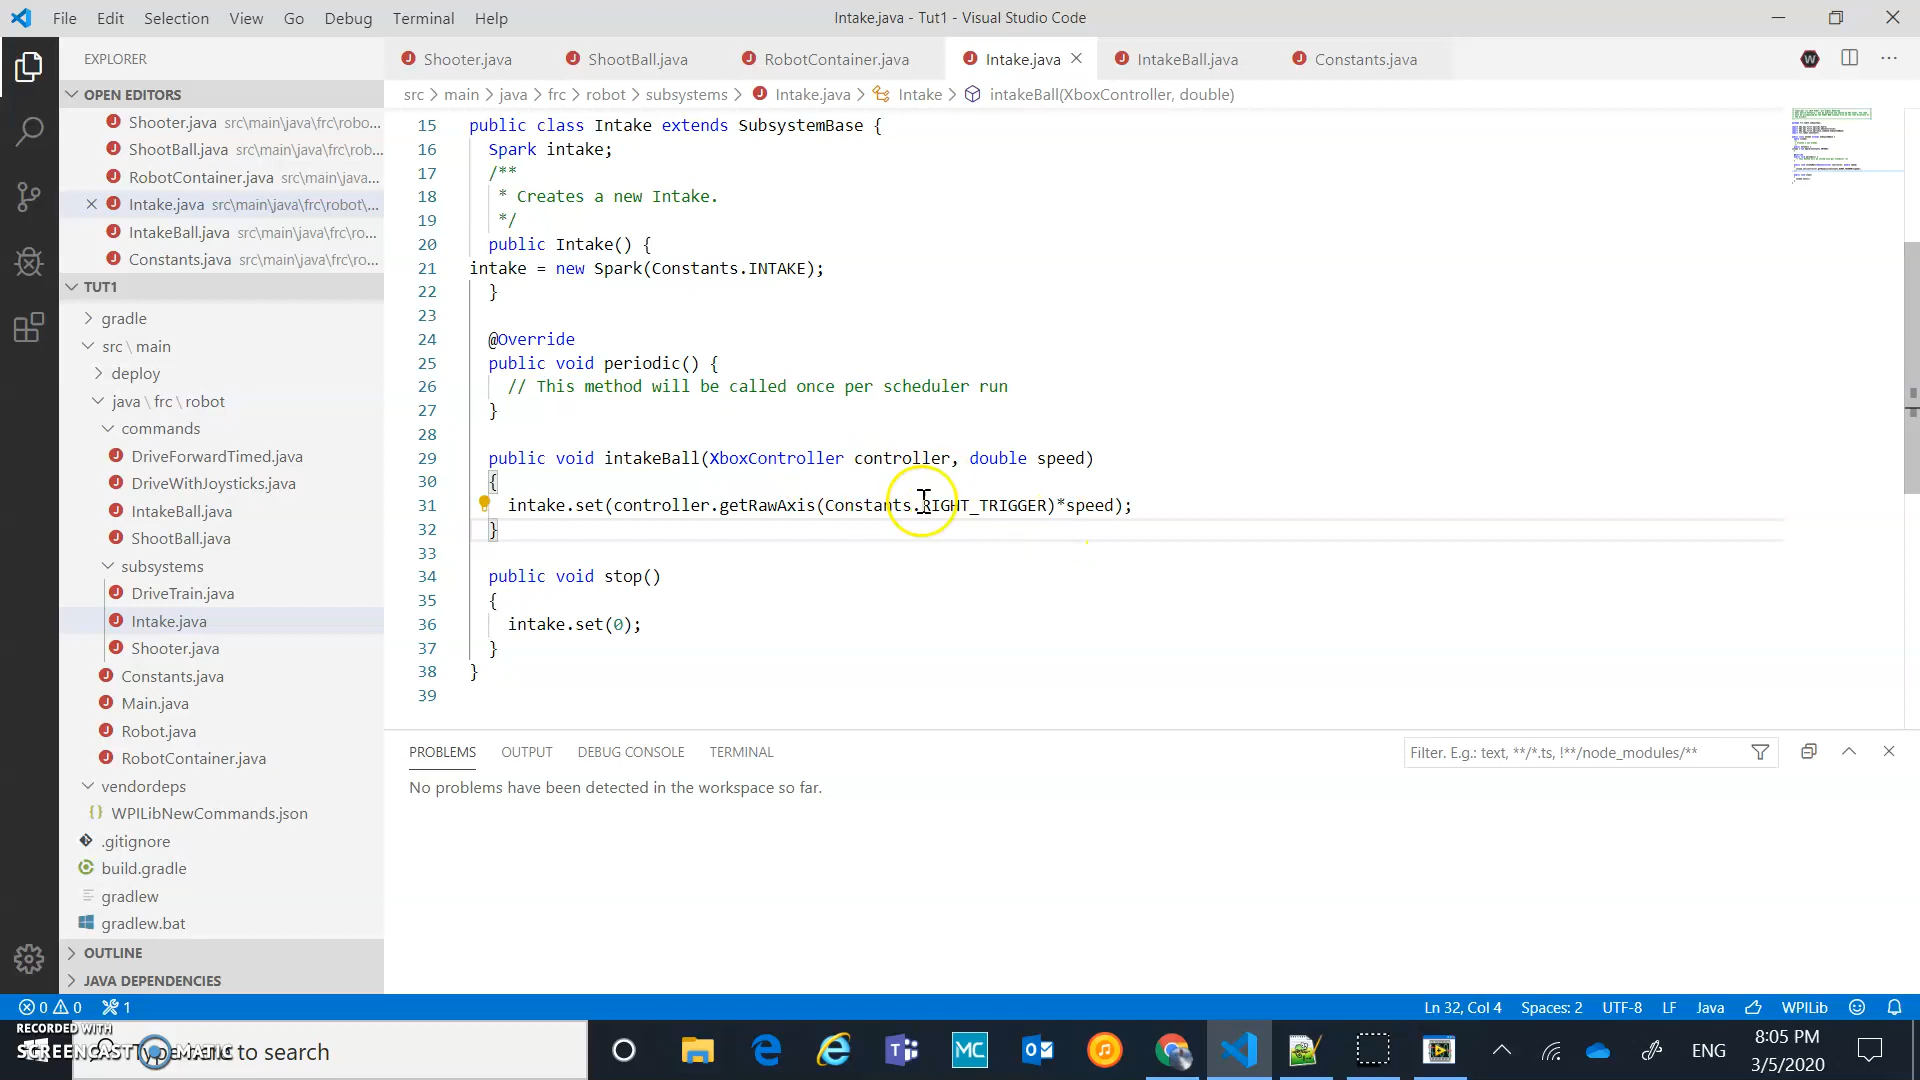 File Edit Selection View Go Debug Terminal Help
Intake.java - Tut1 - Visual Studio Code
EXPLORER
OPEN EDITORS
Shooter.java src\main\java\frc\robo...
ShootBall.java src\main\java\frc\rob...
RobotContainer.java src\main\java...
Intake.java src\main\java\frc\robot\...
IntakeBall.java src\main\java\frc\ro...
Constants.java src\main\java\frc\ro...
TUT1
gradle
src \ main
deploy
java \ frc \ robot
commands
DriveForwardTimed.java
DriveWithJoysticks.java
IntakeBall.java
ShootBall.java
subsystems
DriveTrain.java
Intake.java
Shooter.java
Constants.java
Main.java
Robot.java
RobotContainer.java
vendordeps
WPILibNewCommands.json
.gitignore
build.gradle
gradlew
gradlew.bat
OUTLINE
JAVA DEPENDENCIES
Shooter.java ShootBall.java RobotContainer.java Intake.java IntakeBall.java Constants.java
src > main > java > frc > robot > subsystems > Intake.java > Intake > intakeBall(XboxController, double)
15 public class Intake extends SubsystemBase {
16 Spark intake;
17 /**
18 * Creates a new Intake.
19 */
20 public Intake() {
21 intake = new Spark(Constants.INTAKE);
22 }
23
24 @Override
25 public void periodic() {
26 // This method will be called once per scheduler run
27 }
28
29 public void intakeBall(XboxController controller, double speed)
30 {
31 intake.set(controller.getRawAxis(Constants.RIGHT_TRIGGER)*speed);
32 }
33
34 public void stop()
35 {
36 intake.set(0);
37 }
38 }
39
PROBLEMS OUTPUT DEBUG CONSOLE TERMINAL
Filter. E.g.: text, **/*.ts, !**/node_modules/**
No problems have been detected in the workspace so far.
0 0 1
Ln 32, Col 4 Spaces: 2 UTF-8 LF Java WPILib
RECORDED WITH
SCREENCAST MATIC
Type here to search
MC
ENG
8:05 PM
3/5/2020